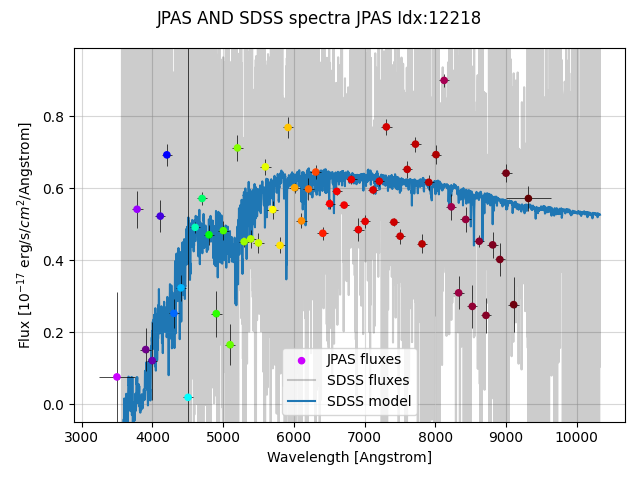 JPAS AND SDSS spectra JPAS Idx:12218
Flux [10⁻¹⁷ erg/s/cm²/Angstrom]
0.8
0.6
0.4
0.2
0.0
JPAS fluxes
SDSS fluxes
SDSS model
3000 4000 5000 6000 7000 8000 9000 10000
Wavelength [Angstrom]